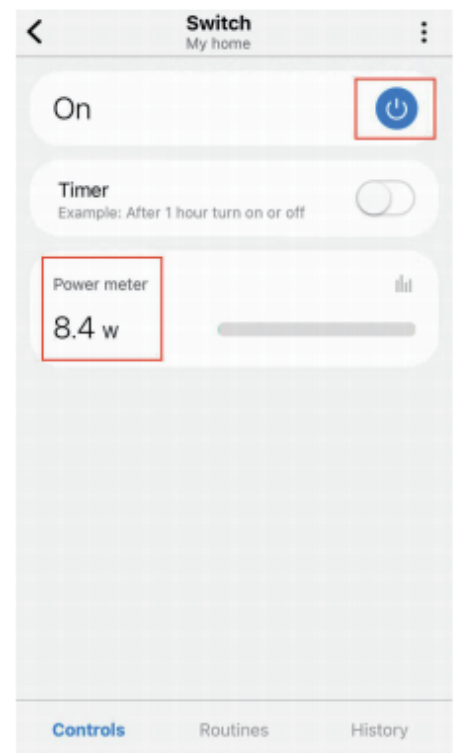 Switch
My home
On
Timer
Example: After 1 hour turn on or off
Power meter
8.4 w
Controls Routines History